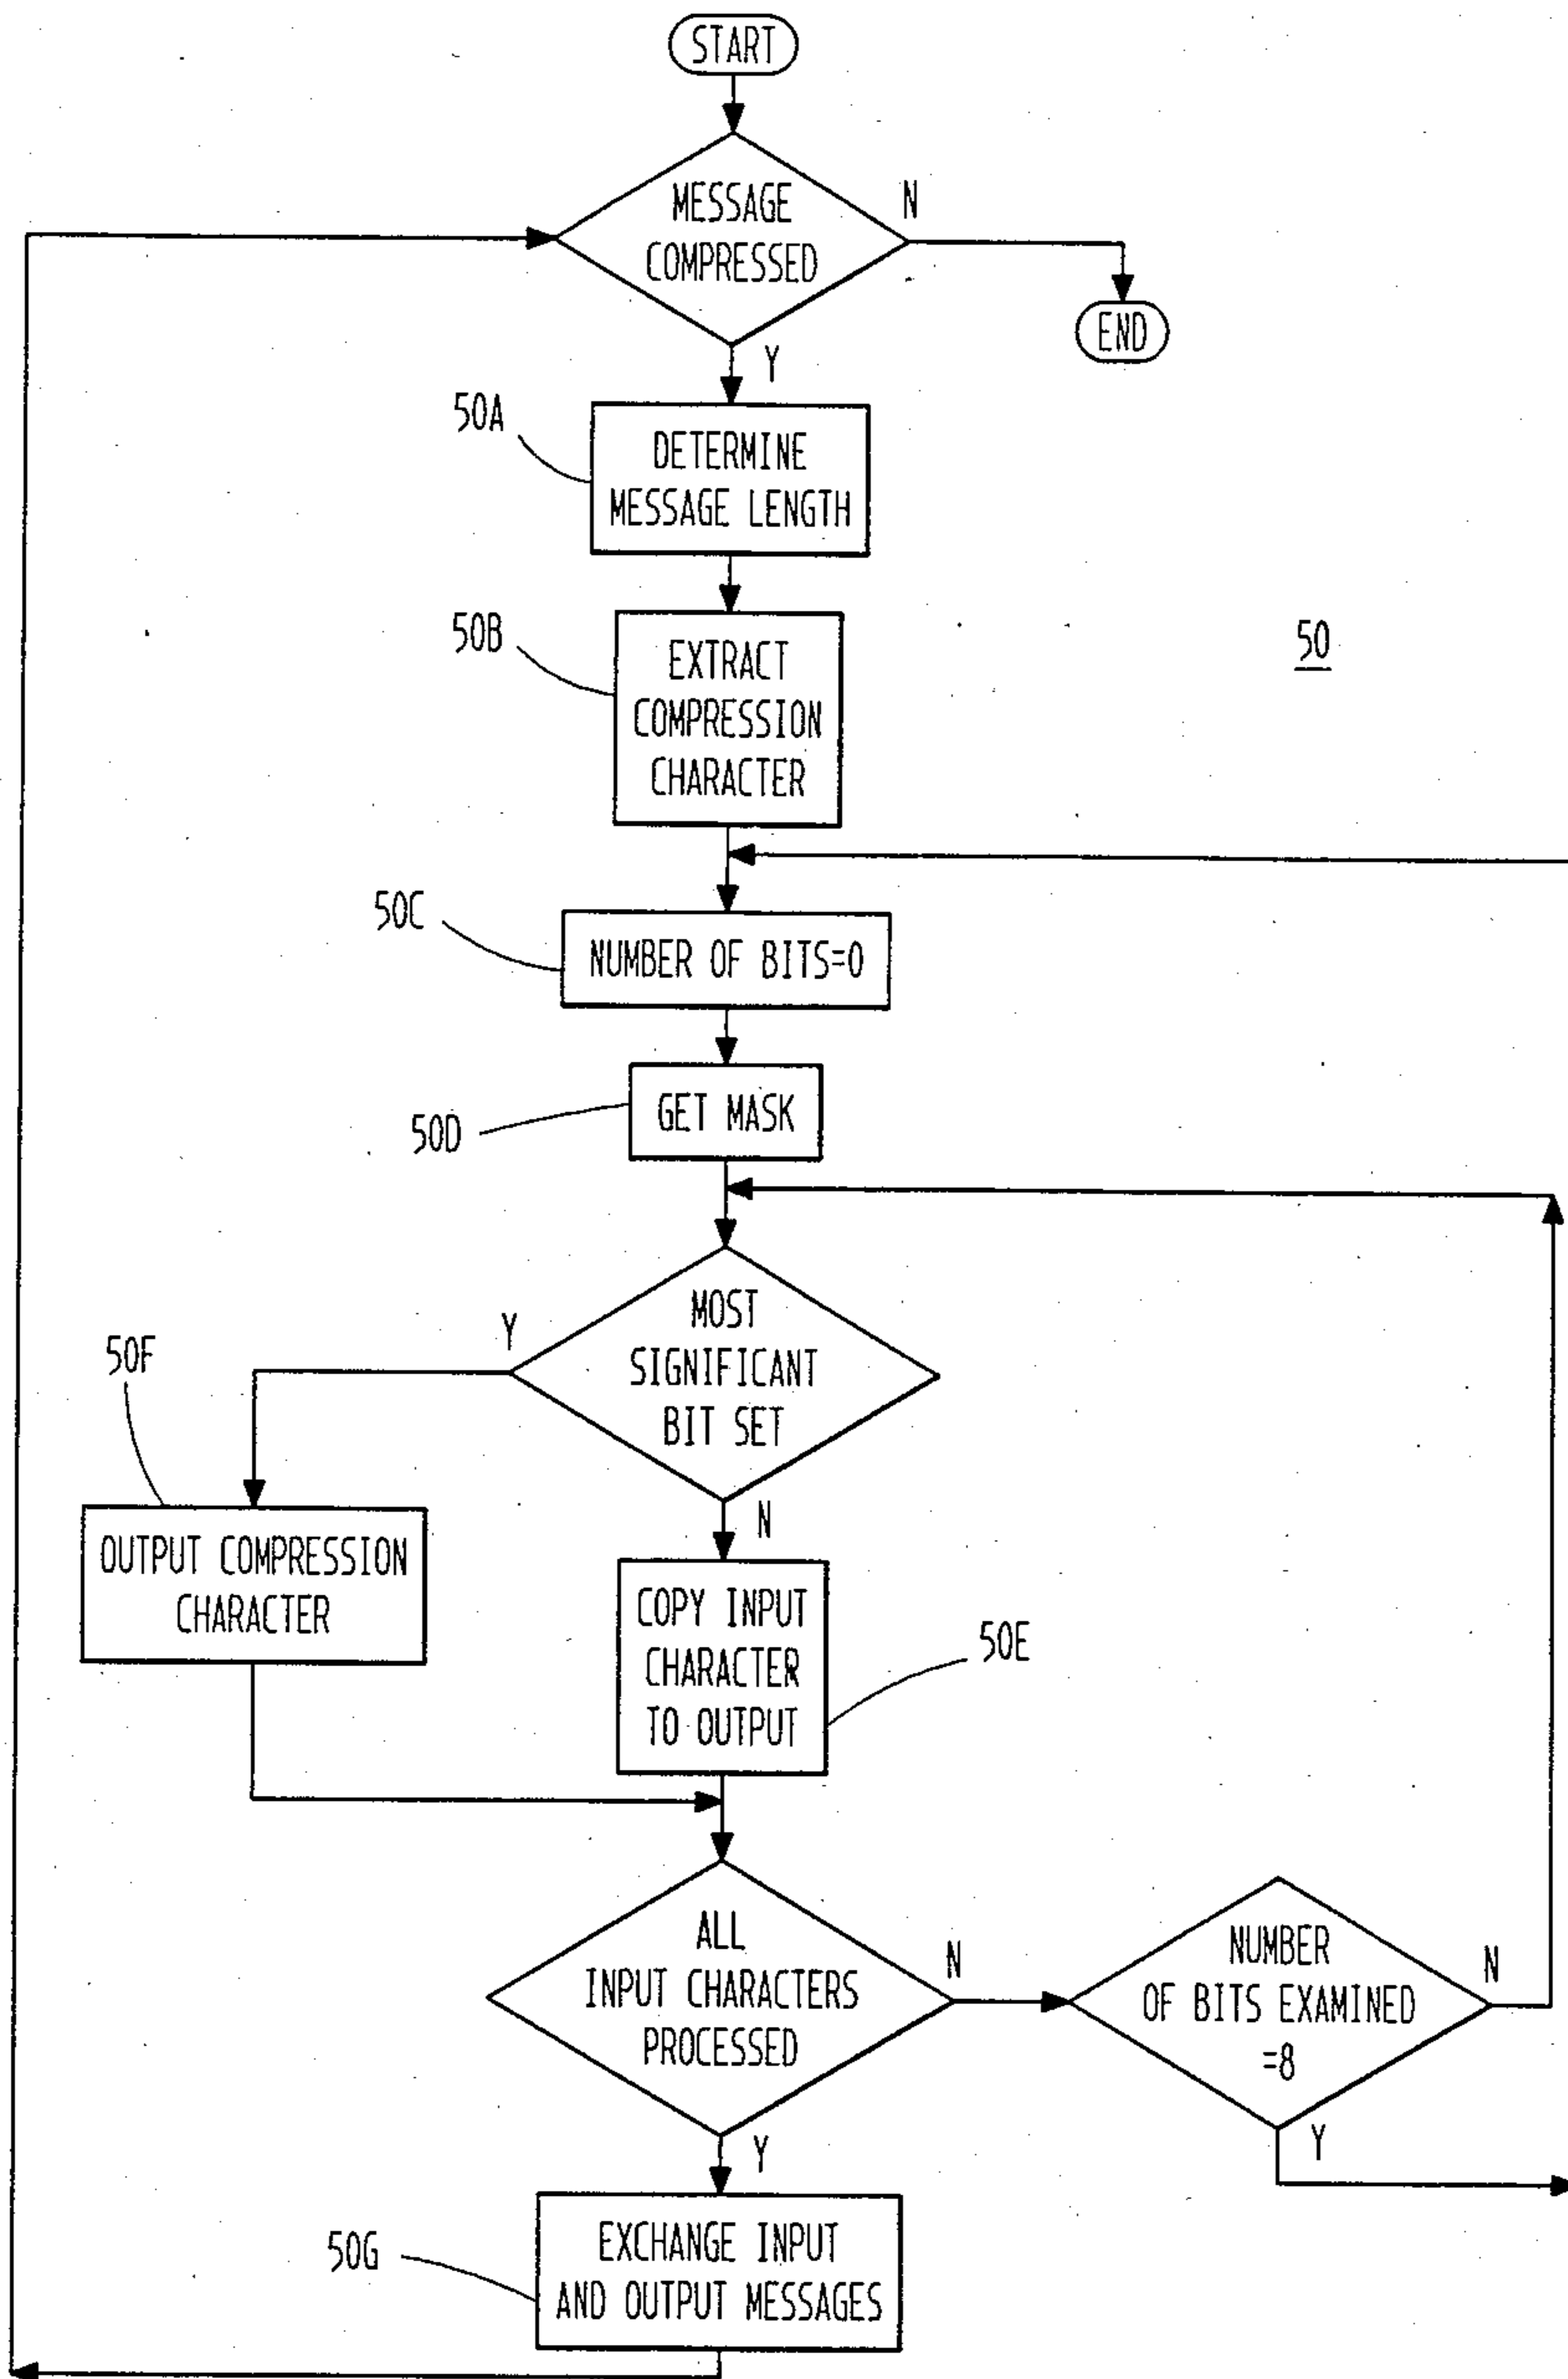 START
MESSAGE
COMPRESSED
N
END
Y
50A
DETERMINE
MESSAGE LENGTH
50B
EXTRACT
COMPRESSION
CHARACTER
50
50C
NUMBER OF BITS=0
50D
GET MASK
MOST
SIGNIFICANT
BIT SET
Y
N
50F
OUTPUT COMPRESSION
CHARACTER
COPY INPUT
CHARACTER
TO OUTPUT
50E
ALL
INPUT CHARACTERS
PROCESSED
N
Y
NUMBER
OF BITS EXAMINED
=8
N
Y
50G
EXCHANGE INPUT
AND OUTPUT MESSAGES